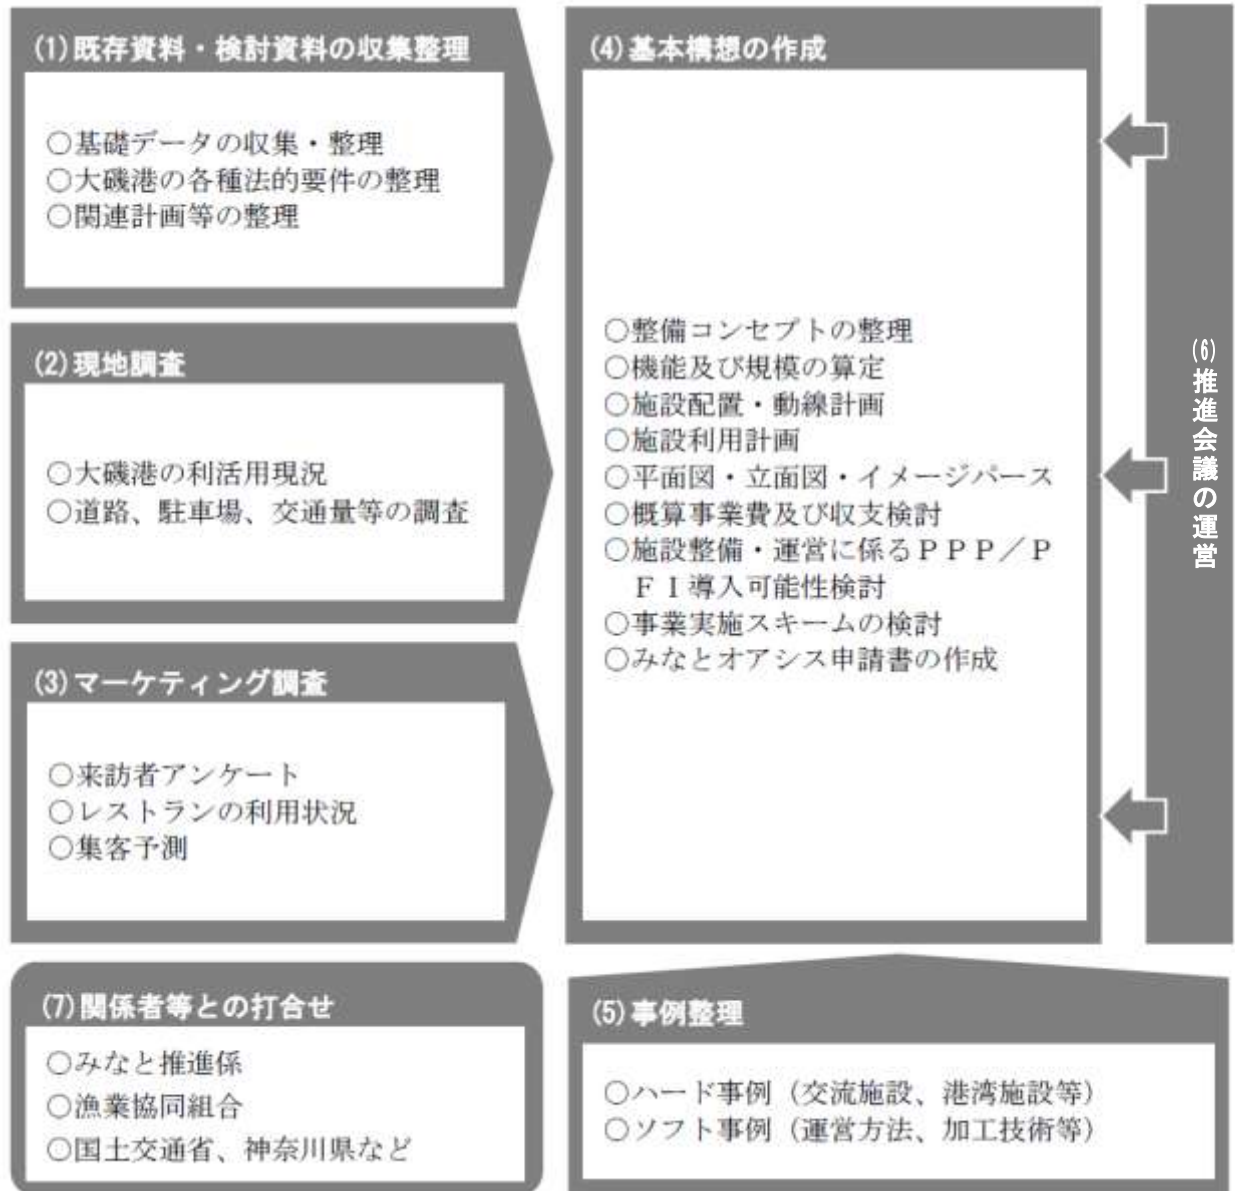 (1)既存資料・検討資料の収集整理
○基礎データの収集・整理
○大磯港の各種法的要件の整理
○関連計画等の整理
(2)現地調査
○大磯港の利活用現況
○道路、駐車場、交通量等の調査
(3)マーケティング調査
○来訪者アンケート
○レストランの利用状況
○集客予測
(4)基本構想の作成
○整備コンセプトの整理
○機能及び規模の算定
○施設配置・動線計画
○施設利用計画
○平面図・立面図・イメージパース
○概算事業費及び収支検討
○施設整備・運営に係るＰＰＰ／Ｐ
ＦＩ導入可能性検討
○事業実施スキームの検討
○みなとオアシス申請書の作成
(6)推進会議の運営
(7)関係者等との打合せ
○みなと推進係
○漁業協同組合
○国土交通省、神奈川県など
(5)事例整理
○ハード事例（交流施設、港湾施設等）
○ソフト事例（運営方法、加工技術等）